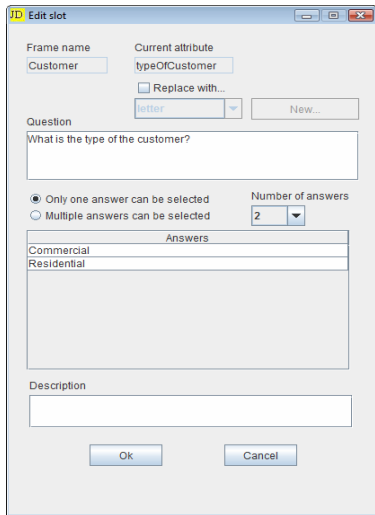 JD Edit slot
Frame name Current attribute
Customer typeOfCustomer
Replace with...
letter New...
Question
What is the type of the customer?
Only one answer can be selected Number of answers
Multiple answers can be selected 2
Answers
Commercial
Residential
Description
Ok Cancel